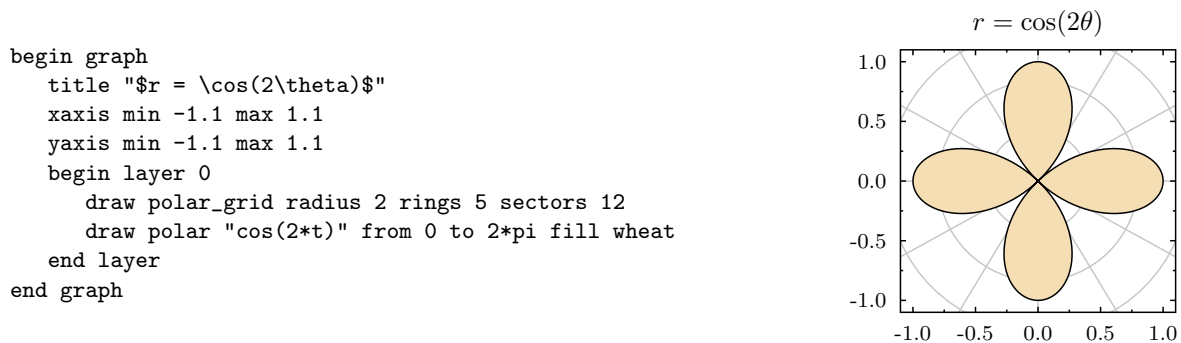 begin graph
title "$r = \cos(2\theta)$"
xaxis min -1.1 max 1.1
yaxis min -1.1 max 1.1
begin layer 0
draw polar_grid radius 2 rings 5 sectors 12
draw polar "cos(2*t)" from 0 to 2*pi fill wheat
end layer
end graph
r = cos(2θ)
1.0
0.5
0.0
-0.5
-1.0
-1.0 -0.5 0.0 0.5 1.0